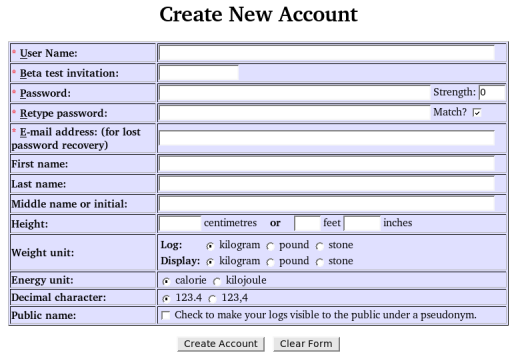 Create New Account
* User Name:
* Beta test invitation:
* Password: Strength: 0
* Retype password: Match?
* E-mail address: (for lost
password recovery)
First name:
Last name:
Middle name or initial:
Height: centimetres or feet inches
Weight unit:
Log: kilogram pound stone
Display: kilogram pound stone
Energy unit: calorie kilojoule
Decimal character: 123.4 123,4
Public name: Check to make your logs visible to the public under a pseudonym.
Create Account Clear Form